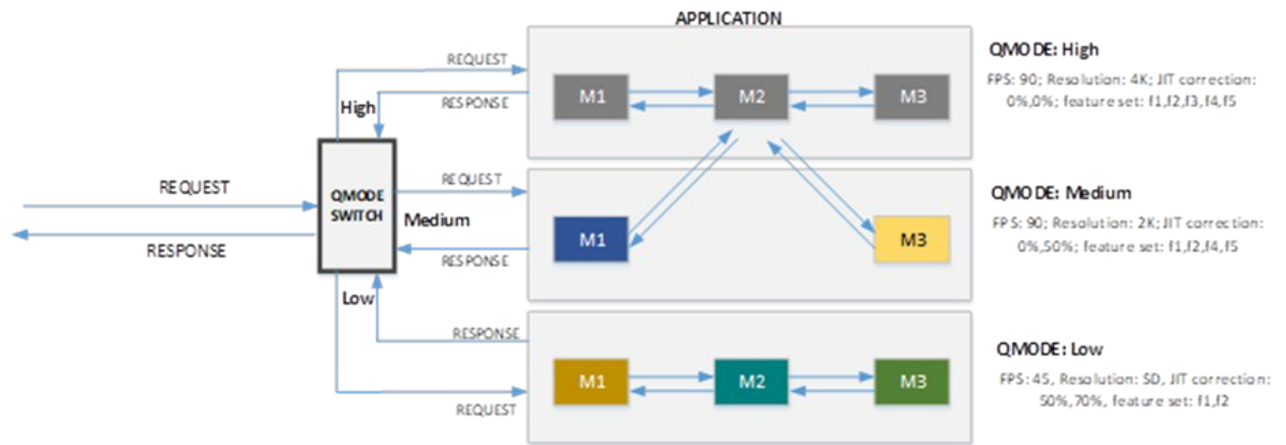 APPLICATION
REQUEST
RESPONSE
High
M1
M2
M3
QMODE: High
FPS: 90; Resolution: 4K; JIT correction:
0%,0%; feature set: f1,f2,f3,f4,f5
REQUEST
RESPONSE
QMODE
SWITCH
REQUEST
Medium
RESPONSE
M1
M3
QMODE: Medium
FPS: 90; Resolution: 2K; JIT correction:
0%,50%; feature set: f1,f2,f4,f5
Low
RESPONSE
REQUEST
M1
M2
M3
QMODE: Low
FPS: 45, Resolution: SD, JIT correction:
50%,70%, feature set: f1,f2